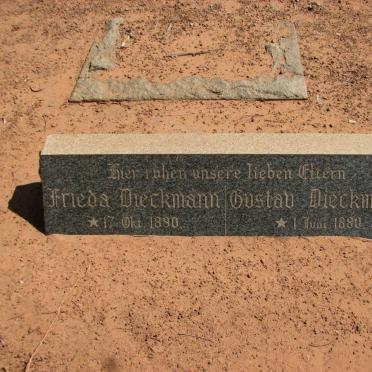 Hier ruhen unsere lieben Eltern
Frieda Dieckmann Gustav Dieckm
★ 17. Okt. 1890. ★ 1. Juni 1880